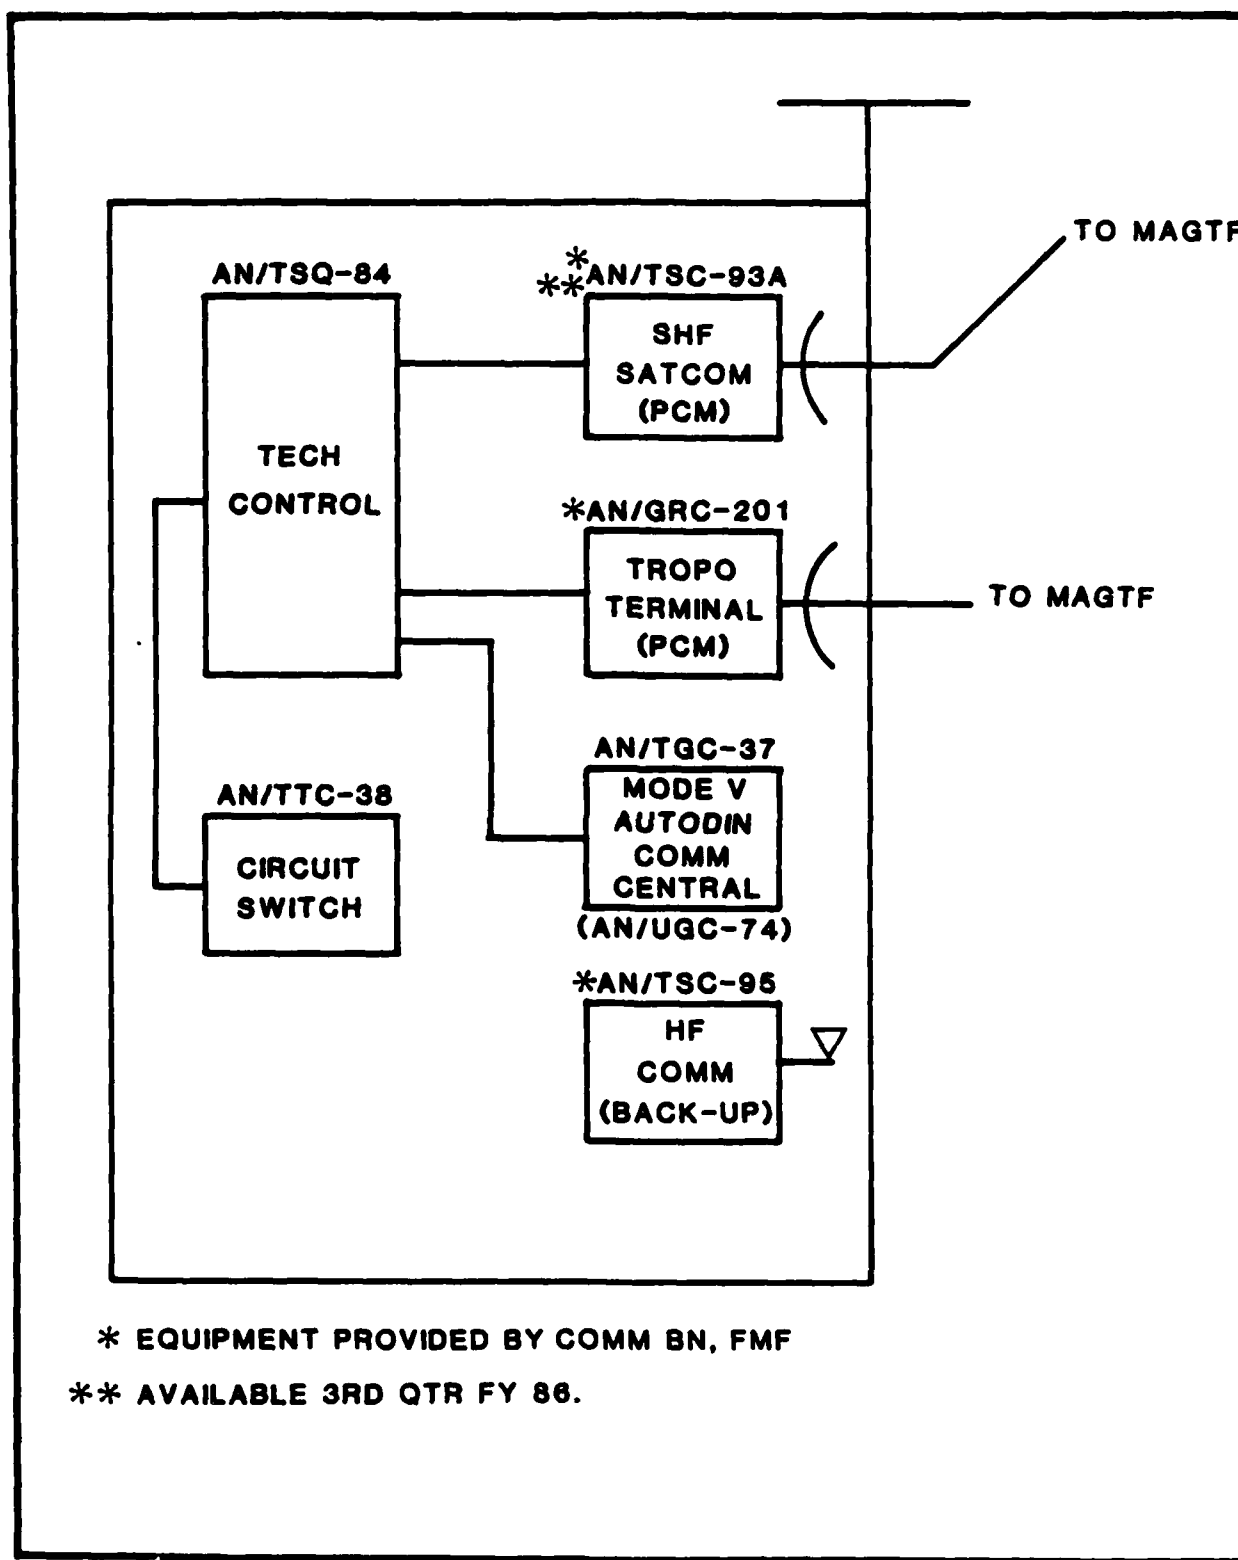 TO MAGTF
AN/TSQ-84
*
**AN/TSC-93A
SHF
SATCOM
(PCM)
TECH
CONTROL
*AN/GRC-201
TROPO
TERMINAL
(PCM)
TO MAGTF
AN/TGC-37
MODE V
AUTODIN
COMM
CENTRAL
(AN/UGC-74)
AN/TTC-38
CIRCUIT
SWITCH
*AN/TSC-95
HF
COMM
(BACK-UP)
* EQUIPMENT PROVIDED BY COMM BN, FMF
** AVAILABLE 3RD QTR FY 86.